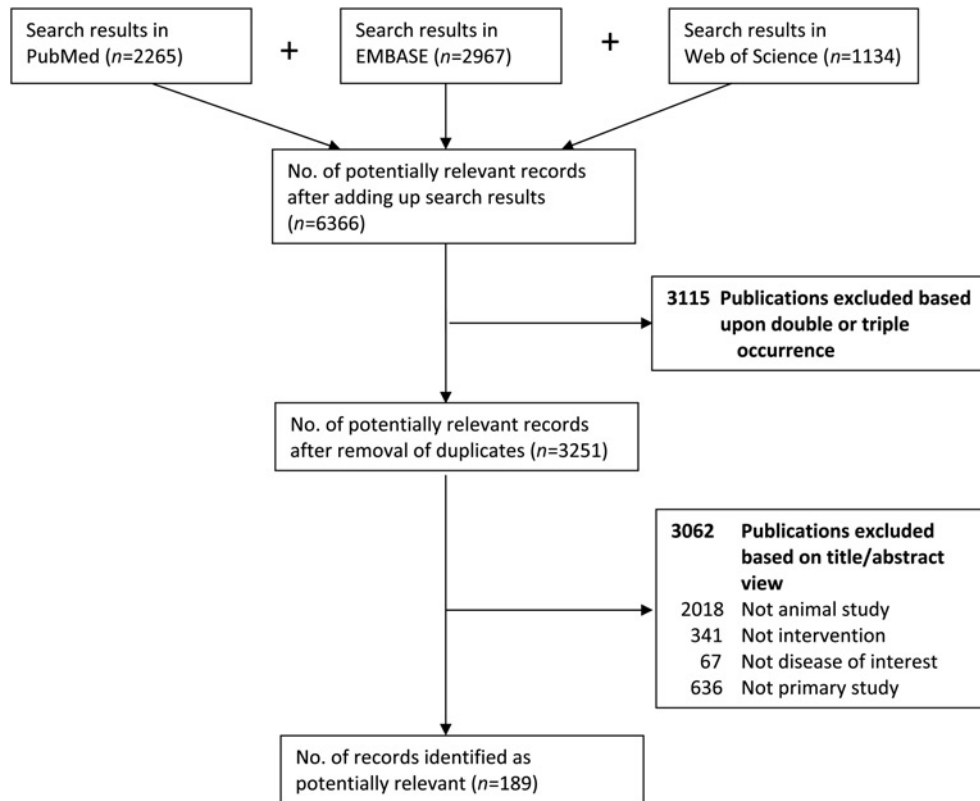 Search results in
PubMed (n=2265)
+
Search results in
EMBASE (n=2967)
+
Search results in
Web of Science (n=1134)
No. of potentially relevant records
after adding up search results
(n=6366)
3115 Publications excluded based
upon double or triple
occurrence
No. of potentially relevant records
after removal of duplicates (n=3251)
3062 Publications excluded
based on title/abstract
view
2018 Not animal study
341 Not intervention
67 Not disease of interest
636 Not primary study
No. of records identified as
potentially relevant (n=189)